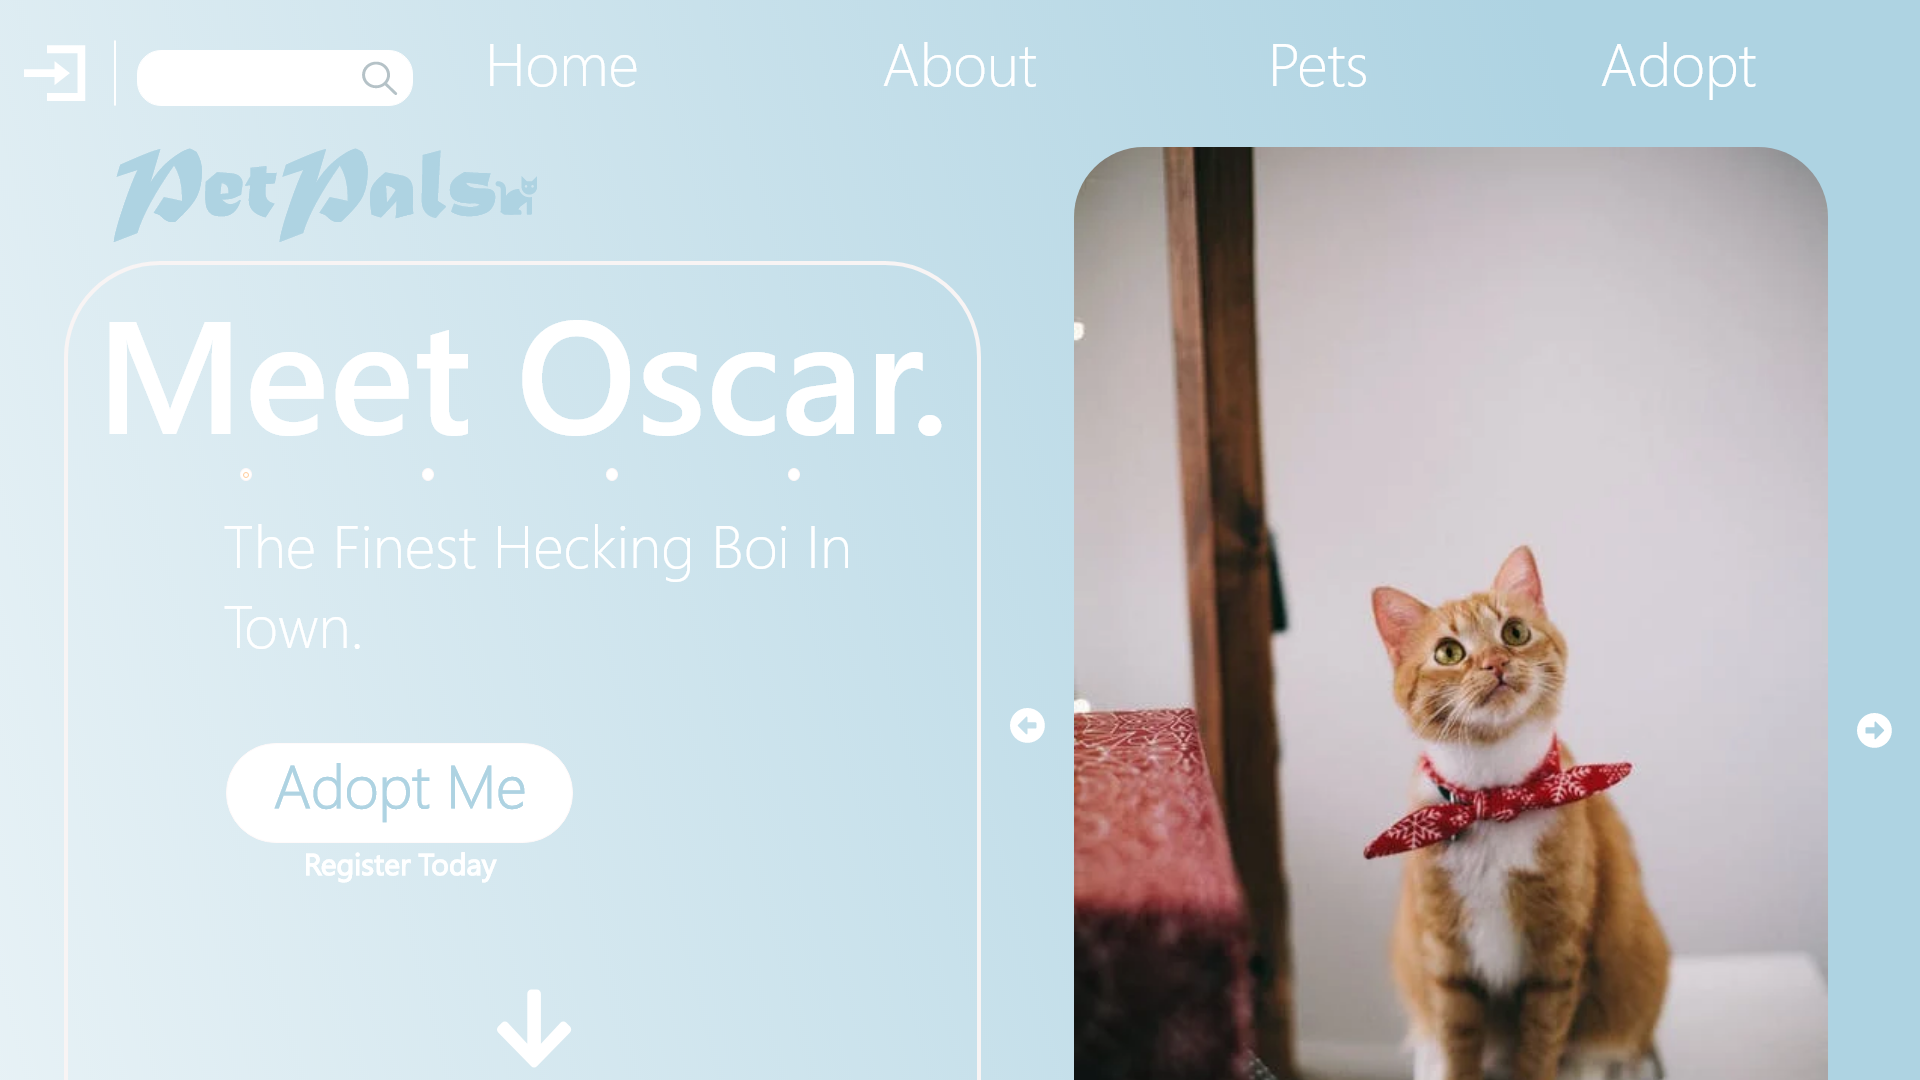 Home About Pets Adopt
PetPals
Meet Oscar.
The Finest Hecking Boi In
Town.
Adopt Me
Register Today